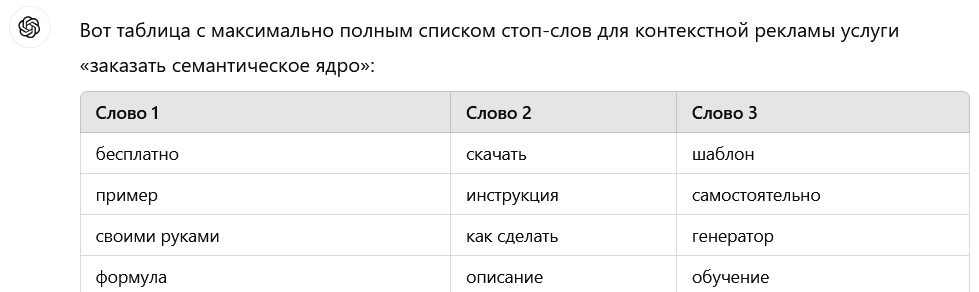 Вот таблица с максимально полным списком стоп-слов для контекстной рекламы услуги
«заказать семантическое ядро»:
Слово 1 Слово 2 Слово 3
бесплатно скачать шаблон
пример инструкция самостоятельно
своими руками как сделать генератор
формула описание обучение